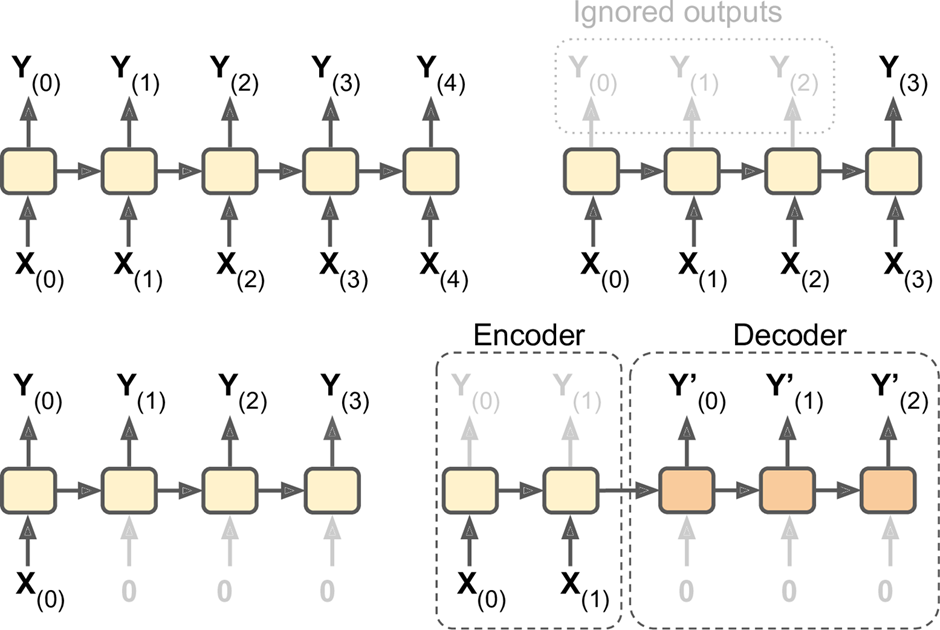 Ignored outputs
Y(0) Y(1) Y(2) Y(3) Y(4)
Y(0) Y(1) Y(2) Y(3)
X(0) X(1) X(2) X(3) X(4)
X(0) X(1) X(2) X(3)
Encoder
Decoder
Y(0) Y(1) Y(2) Y(3)
Y(0) Y(1) Y’(0) Y’(1) Y’(2)
X(0) 0 0 0
X(0) X(1) 0 0 0